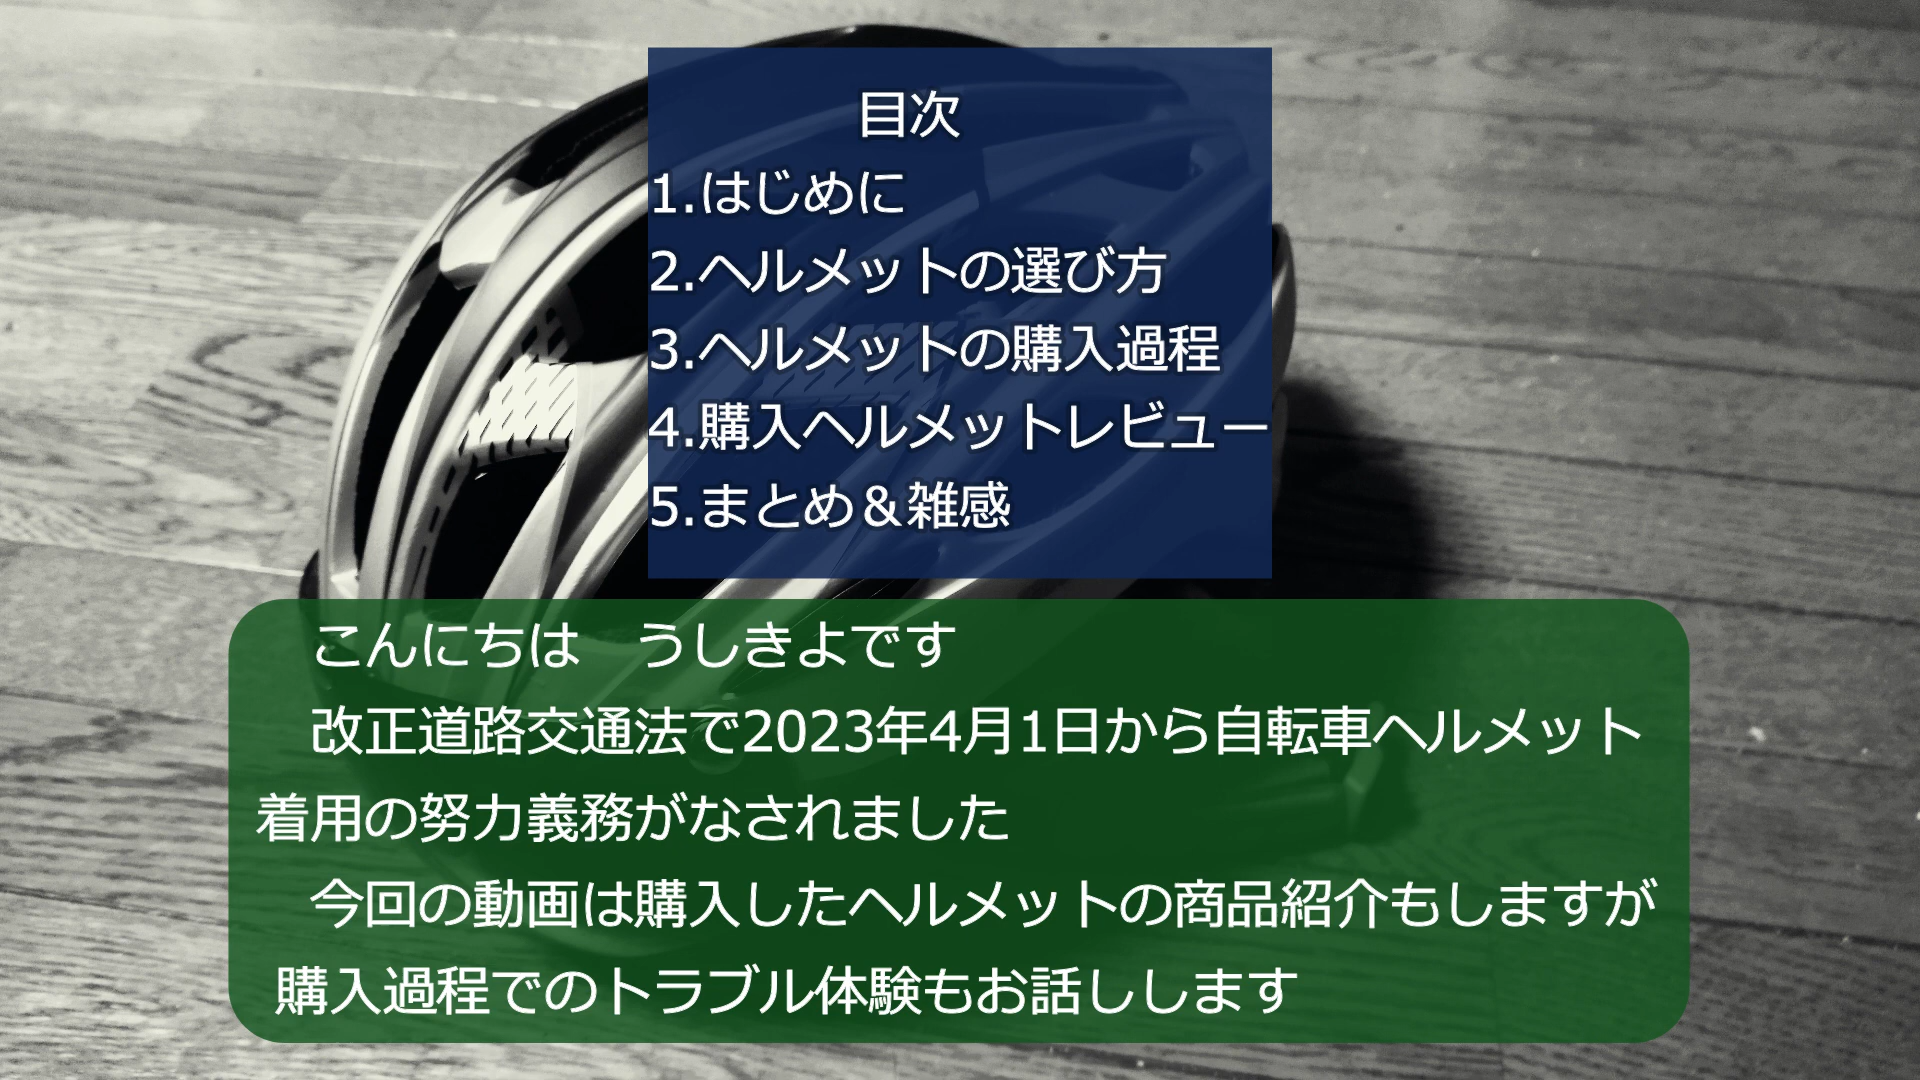 目次
1.はじめに
2.ヘルメットの選び方
3.ヘルメットの購入過程
4.購入ヘルメットレビュー
5.まとめ＆雑感
こんにちは　うしきよです
改正道路交通法で2023年4月1日から自転車ヘルメット
着用の努力義務がなされました
今回の動画は購入したヘルメットの商品紹介もしますが
購入過程でのトラブル体験もお話しします